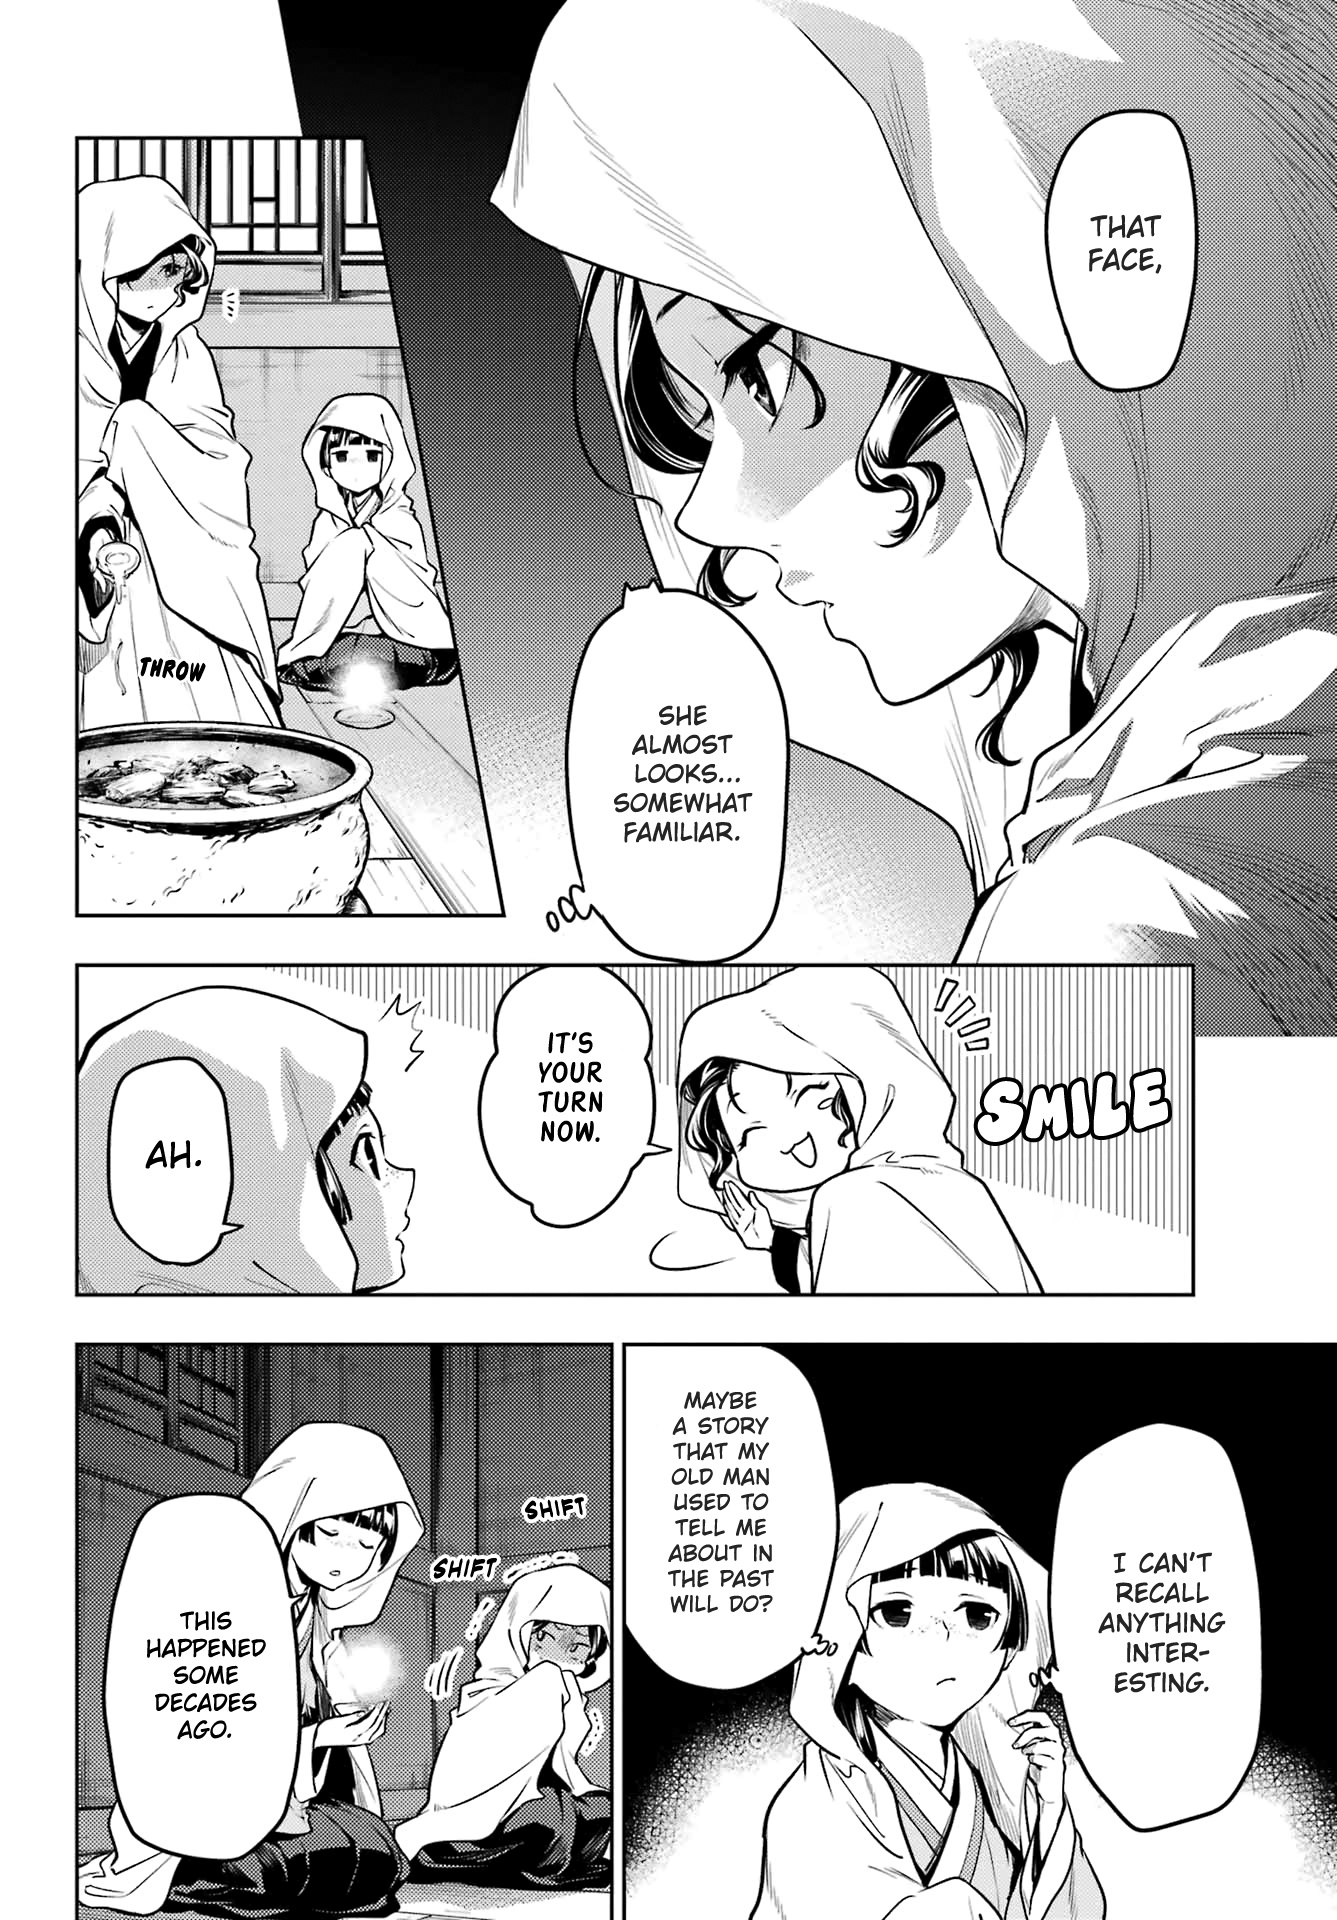 THAT
FACE,
SHE
ALMOST
LOOKS...
SOMEWHAT
FAMILIAR.
THROW
SMILE
IT'S
YOUR
TURN
NOW.
AH.
I CAN'T
RECALL
ANYTHING
INTER-
ESTING.
MAYBE
A STORY
THAT MY
OLD MAN
USED TO
TELL ME
ABOUT IN
THE PAST
WILL DO?
SHIFT
SHIFT
THIS
HAPPENED
SOME
DECADES
AGO.